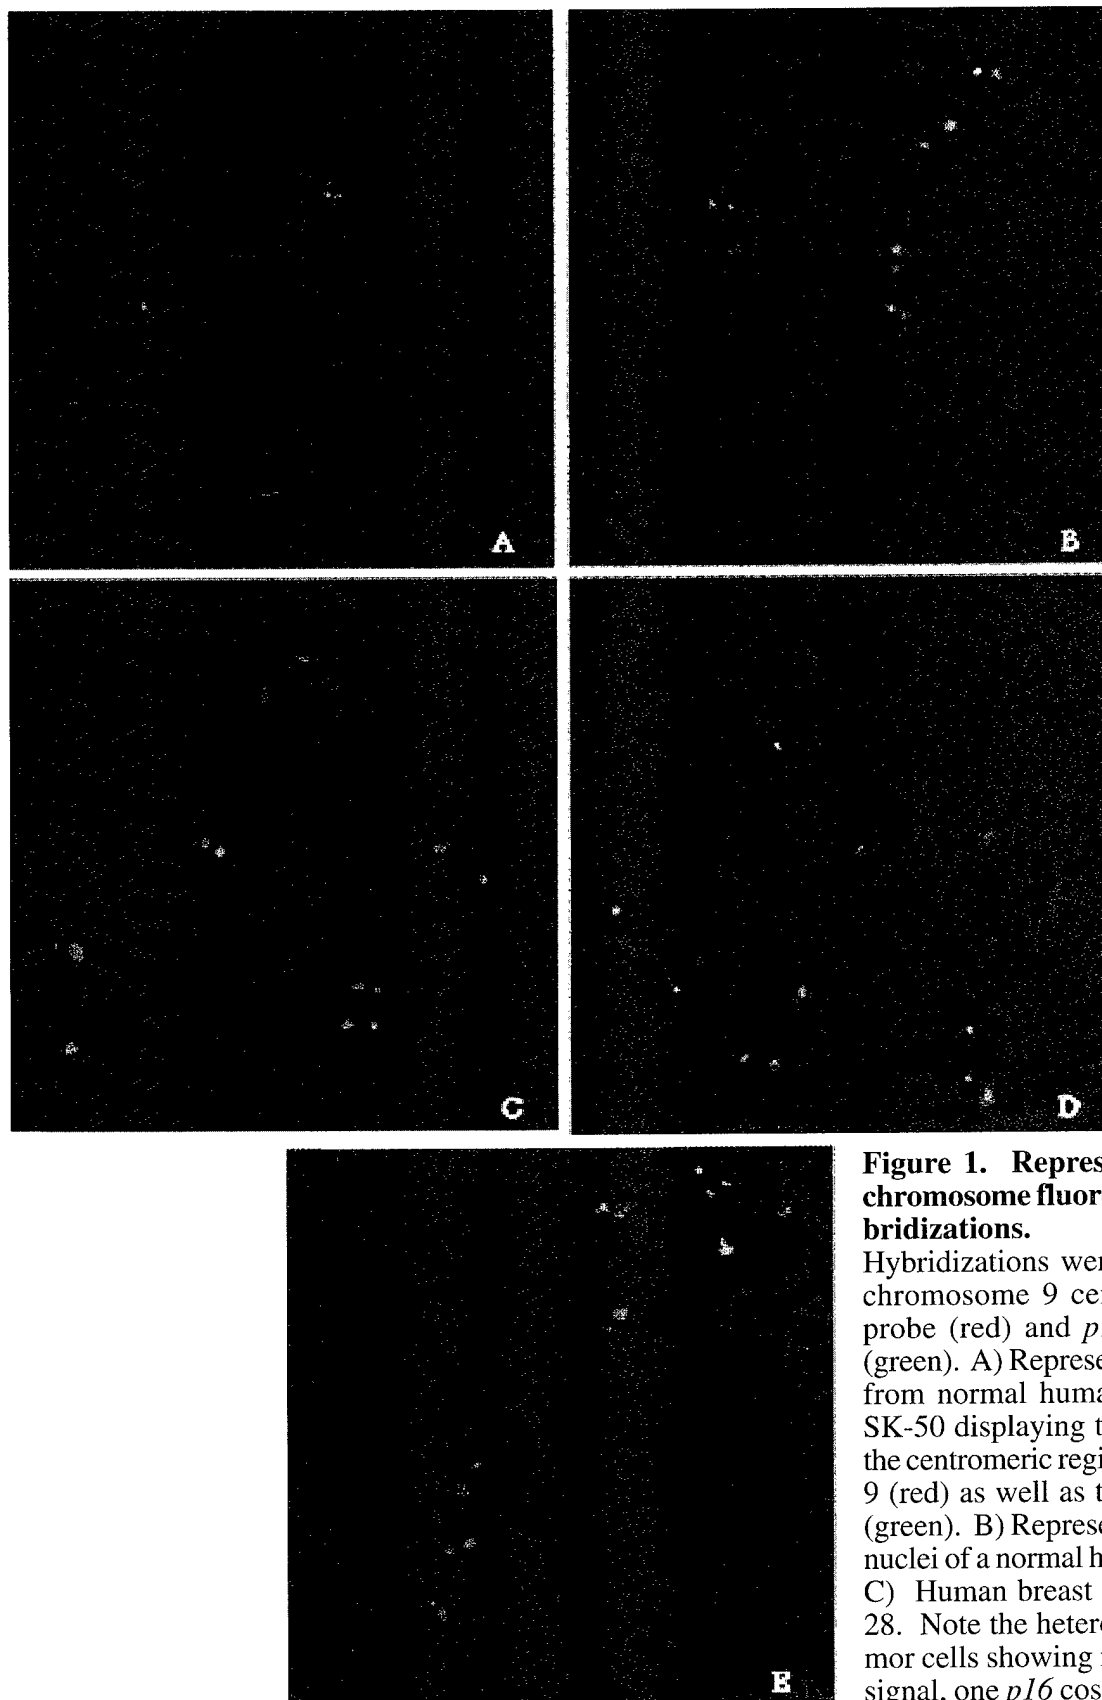 A
B
C
D
E
Figure 1. Repres
chromosome fluor
bridizations.
Hybridizations wer
chromosome 9 cer
probe (red) and p
(green). A) Represe
from normal huma
SK-50 displaying t
the centromeric regi
9 (red) as well as t
(green). B) Represe
nuclei of a normal h
C) Human breast
28. Note the hetero
mor cells showing
signal, one p16 cos